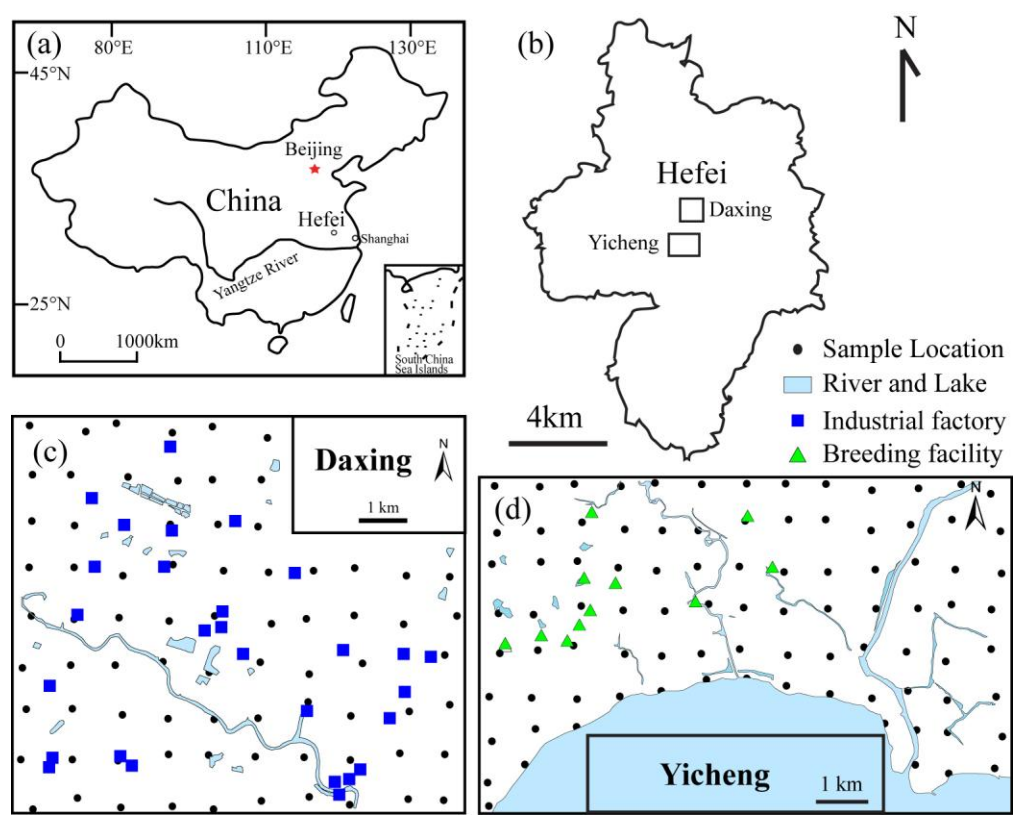 (a)
80°E
110°E
130°E
45°N
Beijing
China
Hefei
Shanghai
Yangtze River
25°N
0
1000km
South China
Sea Islands
(b)
N
Hefei
Daxing
Yicheng
4km
Sample Location
River and Lake
Industrial factory
Breeding facility
(c)
Daxing
N
1 km
(d)
N
Yicheng
1 km